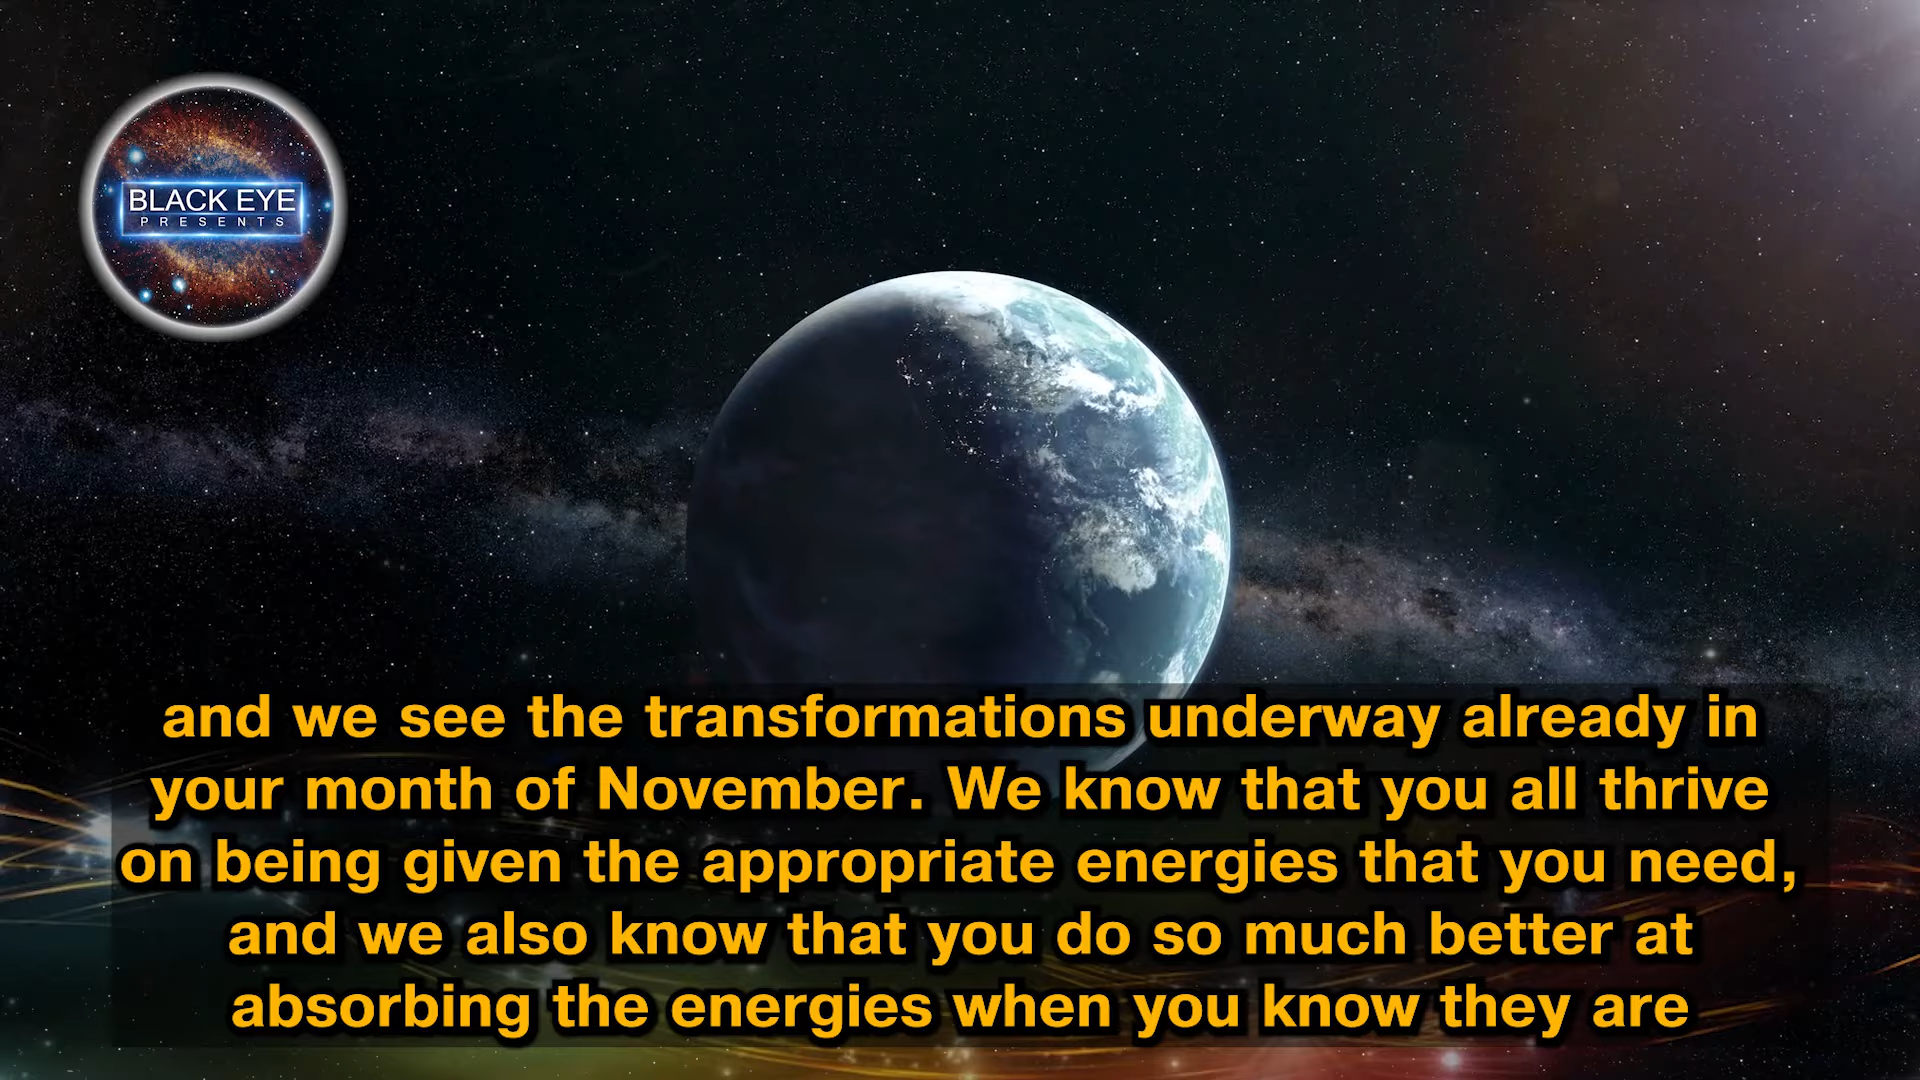 BLACK EYE
PRESENTS
and we see the transformations underway already in
your month of November. We know that you all thrive
on being given the appropriate energies that you need,
and we also know that you do so much better at
absorbing the energies when you know they are